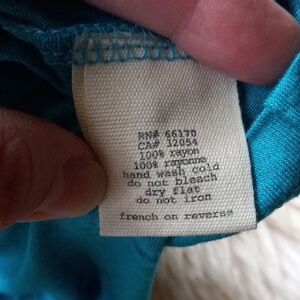 RN# 66170
CA# 32054
100% rayon
100% rayonne
hand wash cold
do not bleach
dry flat
do not iron
french on reverse